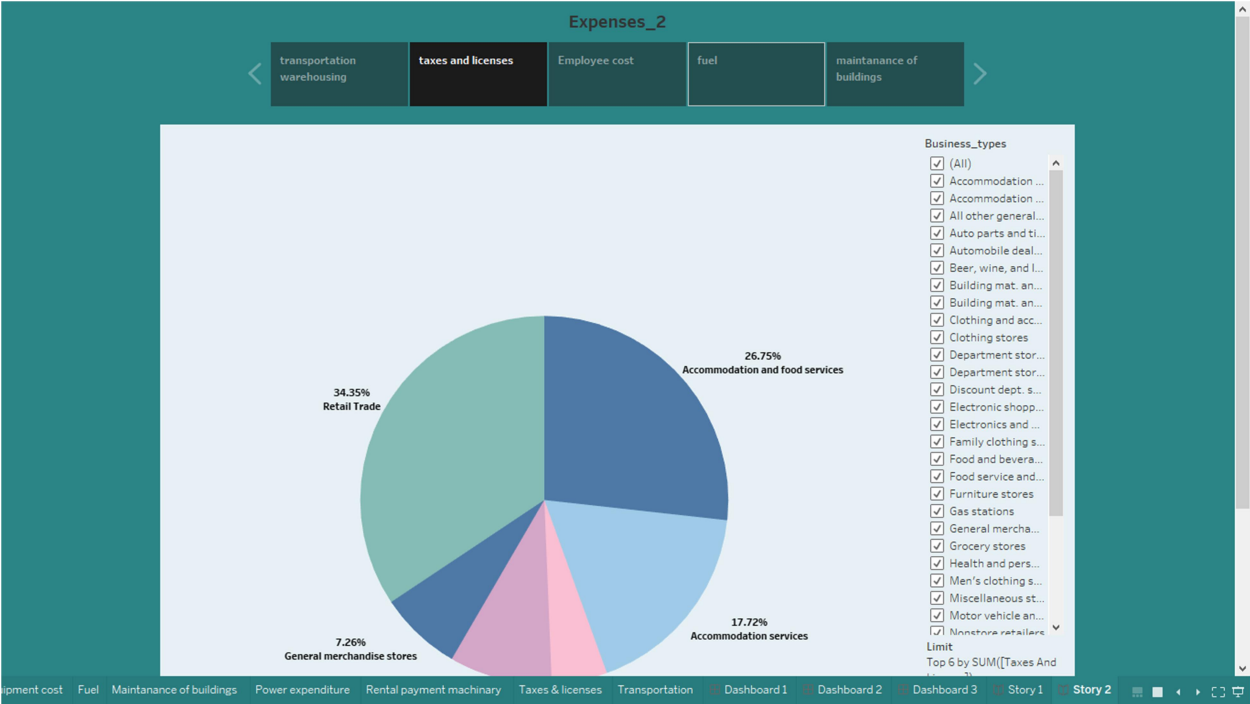 Expenses_2
transportation
warehousing
taxes and licenses
Employee cost
fuel
maintanance of
buildings
Business_types
(All)
Accommodation ...
Accommodation ...
All other general...
Auto parts and ti...
Automobile deal...
Beer, wine, and l...
Building mat. an...
Building mat. an...
Clothing and acc...
Clothing stores
Department stor...
Department stor...
Discount dept. s...
Electronic shopp...
Electronics and ...
Family clothing s...
Food and bevera...
Food service and...
Furniture stores
Gas stations
General mercha...
Grocery stores
Health and pers...
Men's clothing s...
Miscellaneous st...
Motor vehicle an...
Nonstore retailers
Limit
Top 6 by SUM([Taxes And
26.75%
Accommodation and food services
34.35%
Retail Trade
17.72%
Accommodation services
7.26%
General merchandise stores
uipment cost Fuel Maintanance of buildings Power expenditure Rental payment machinary Taxes & licenses Transportation Dashboard 1 Dashboard 2 Dashboard 3 Story 1 Story 2